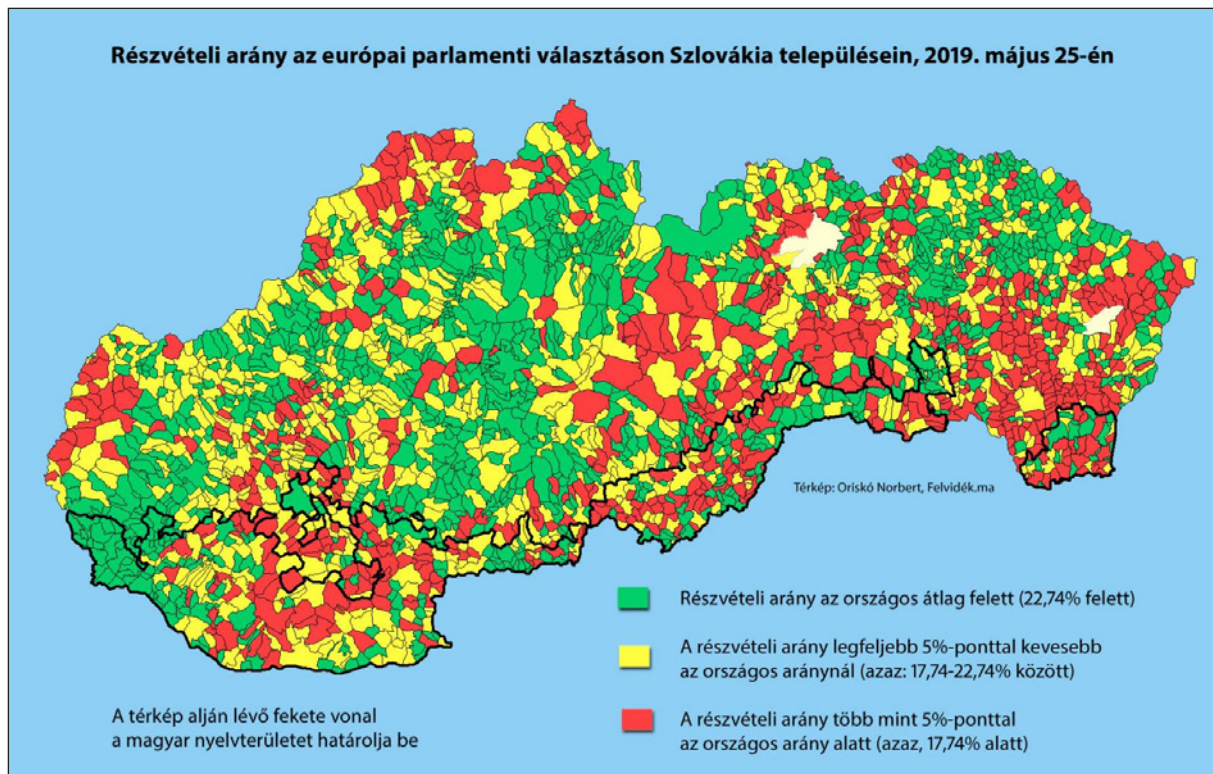 Részvételi arány az európai parlamenti választáson Szlovákia településein, 2019. május 25-én
Térkép: Oriskó Norbert, Felvidék.ma
Részvételi arány az országos átlag felett (22,74% felett)
A részvételi arány legfeljebb 5%-ponttal kevesebb
az országos aránynál (azaz: 17,74-22,74% között)
A részvételi arány több mint 5%-ponttal
az országos arány alatt (azaz, 17,74% alatt)
A térkép alján lévő fekete vonal
a magyar nyelvterületet határolja be